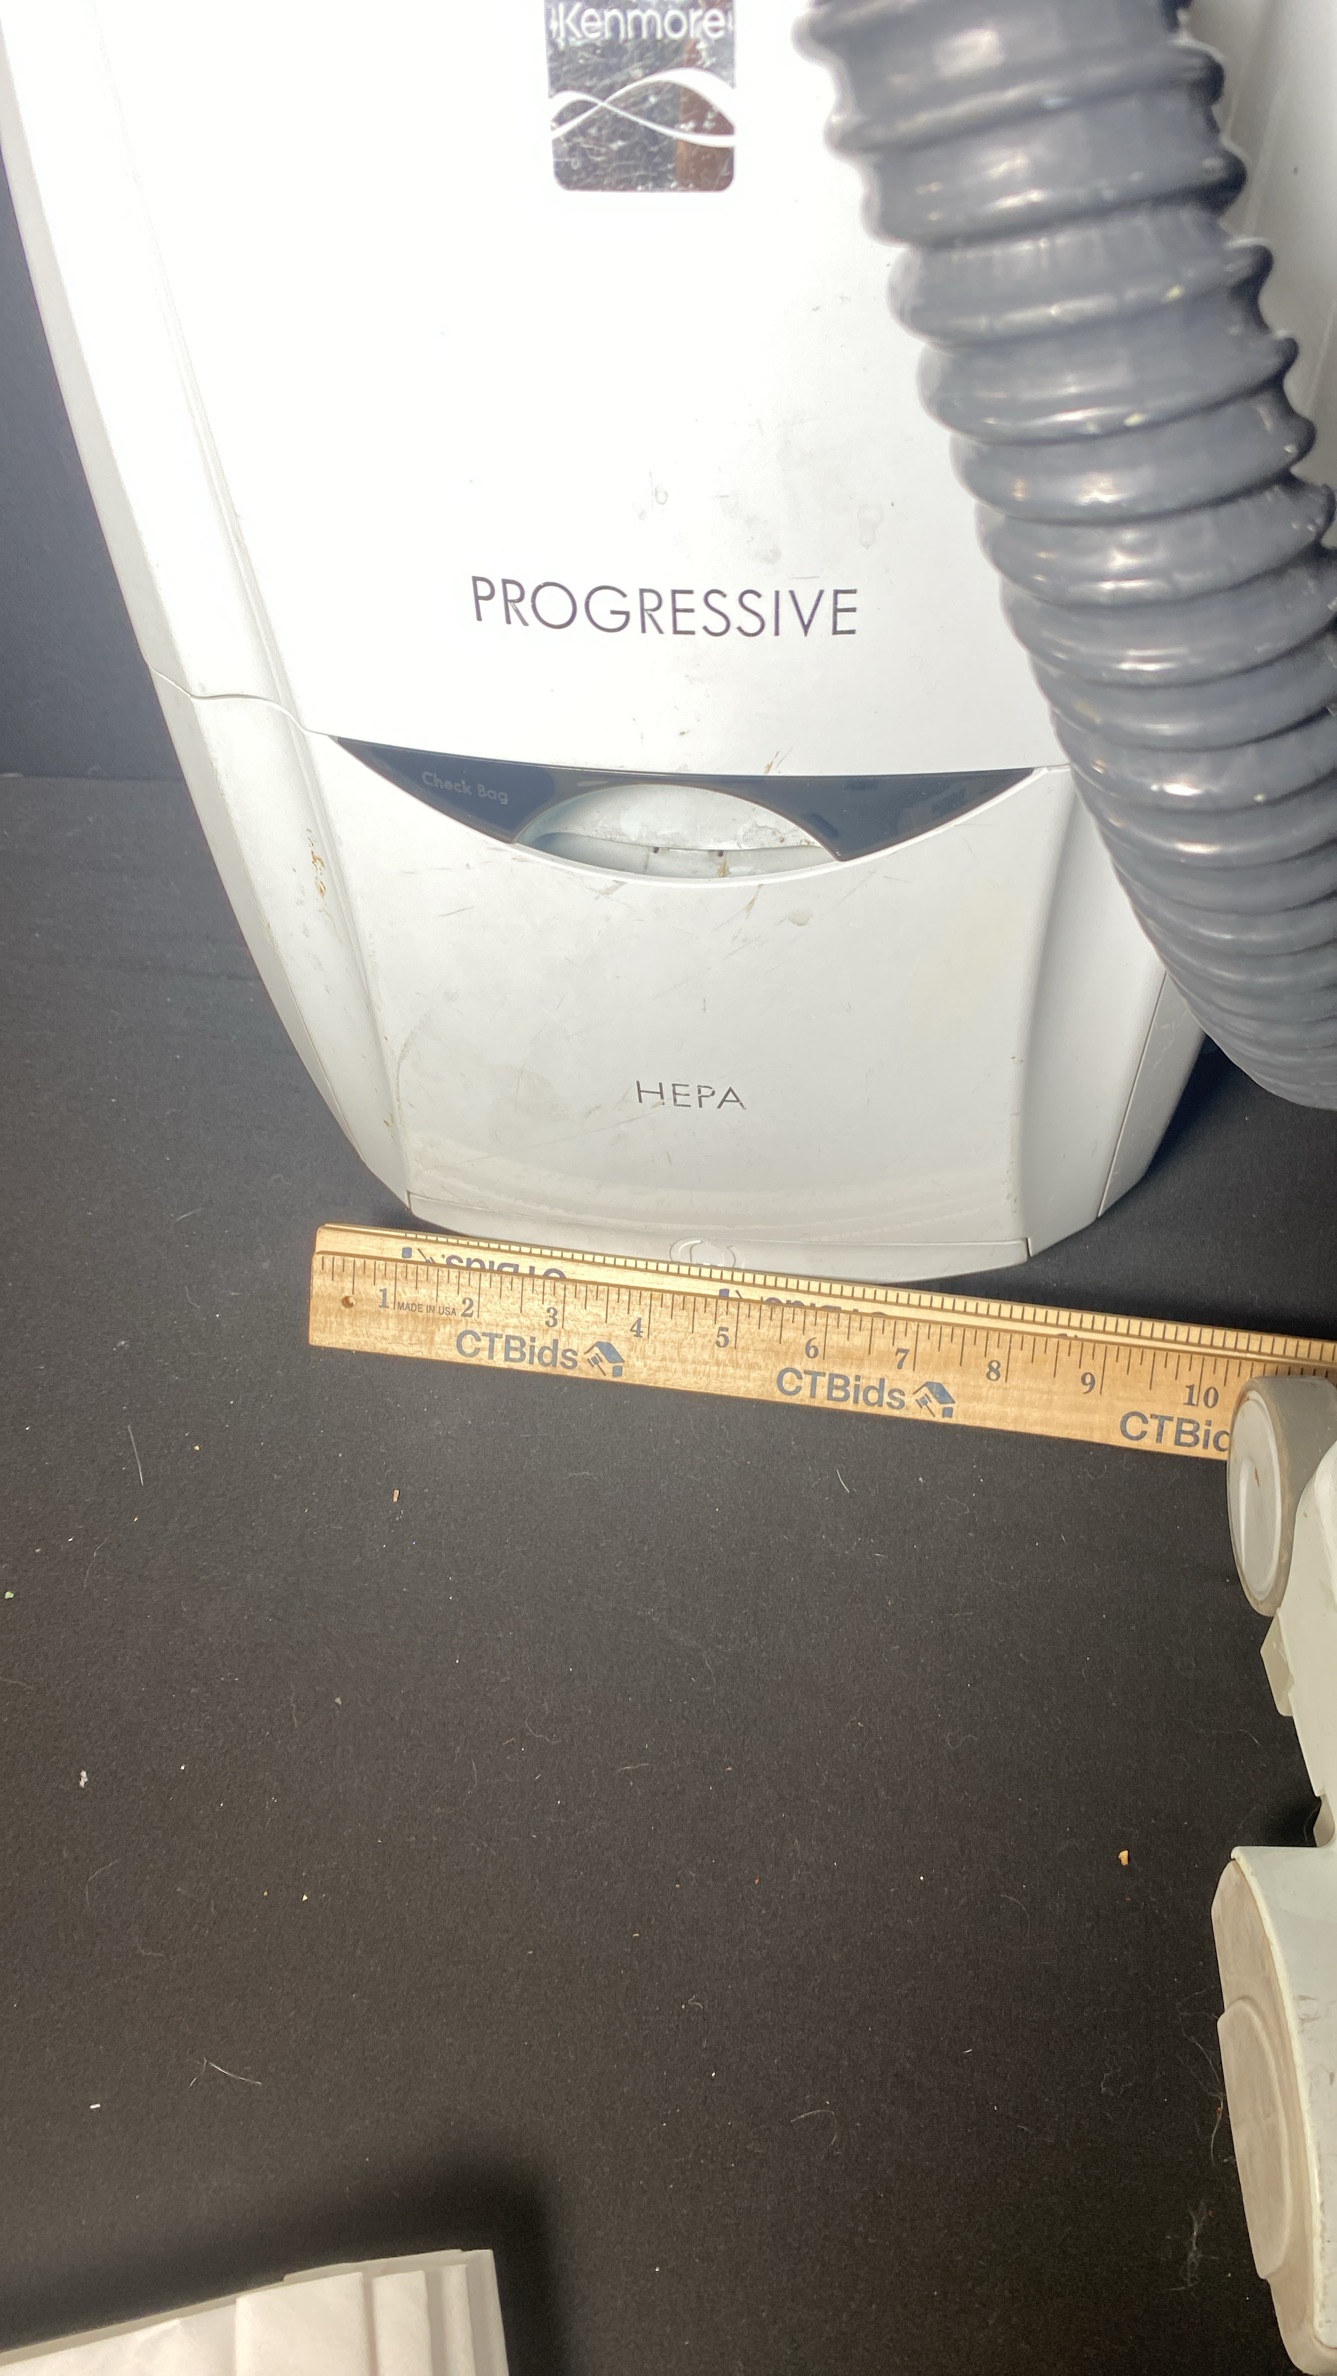 Kenmore
PROGRESSIVE
Check Bag
HEPA
1 MADE IN USA 2 3 4 5 6 7 8 9 10
CTBids CTBids CTBic